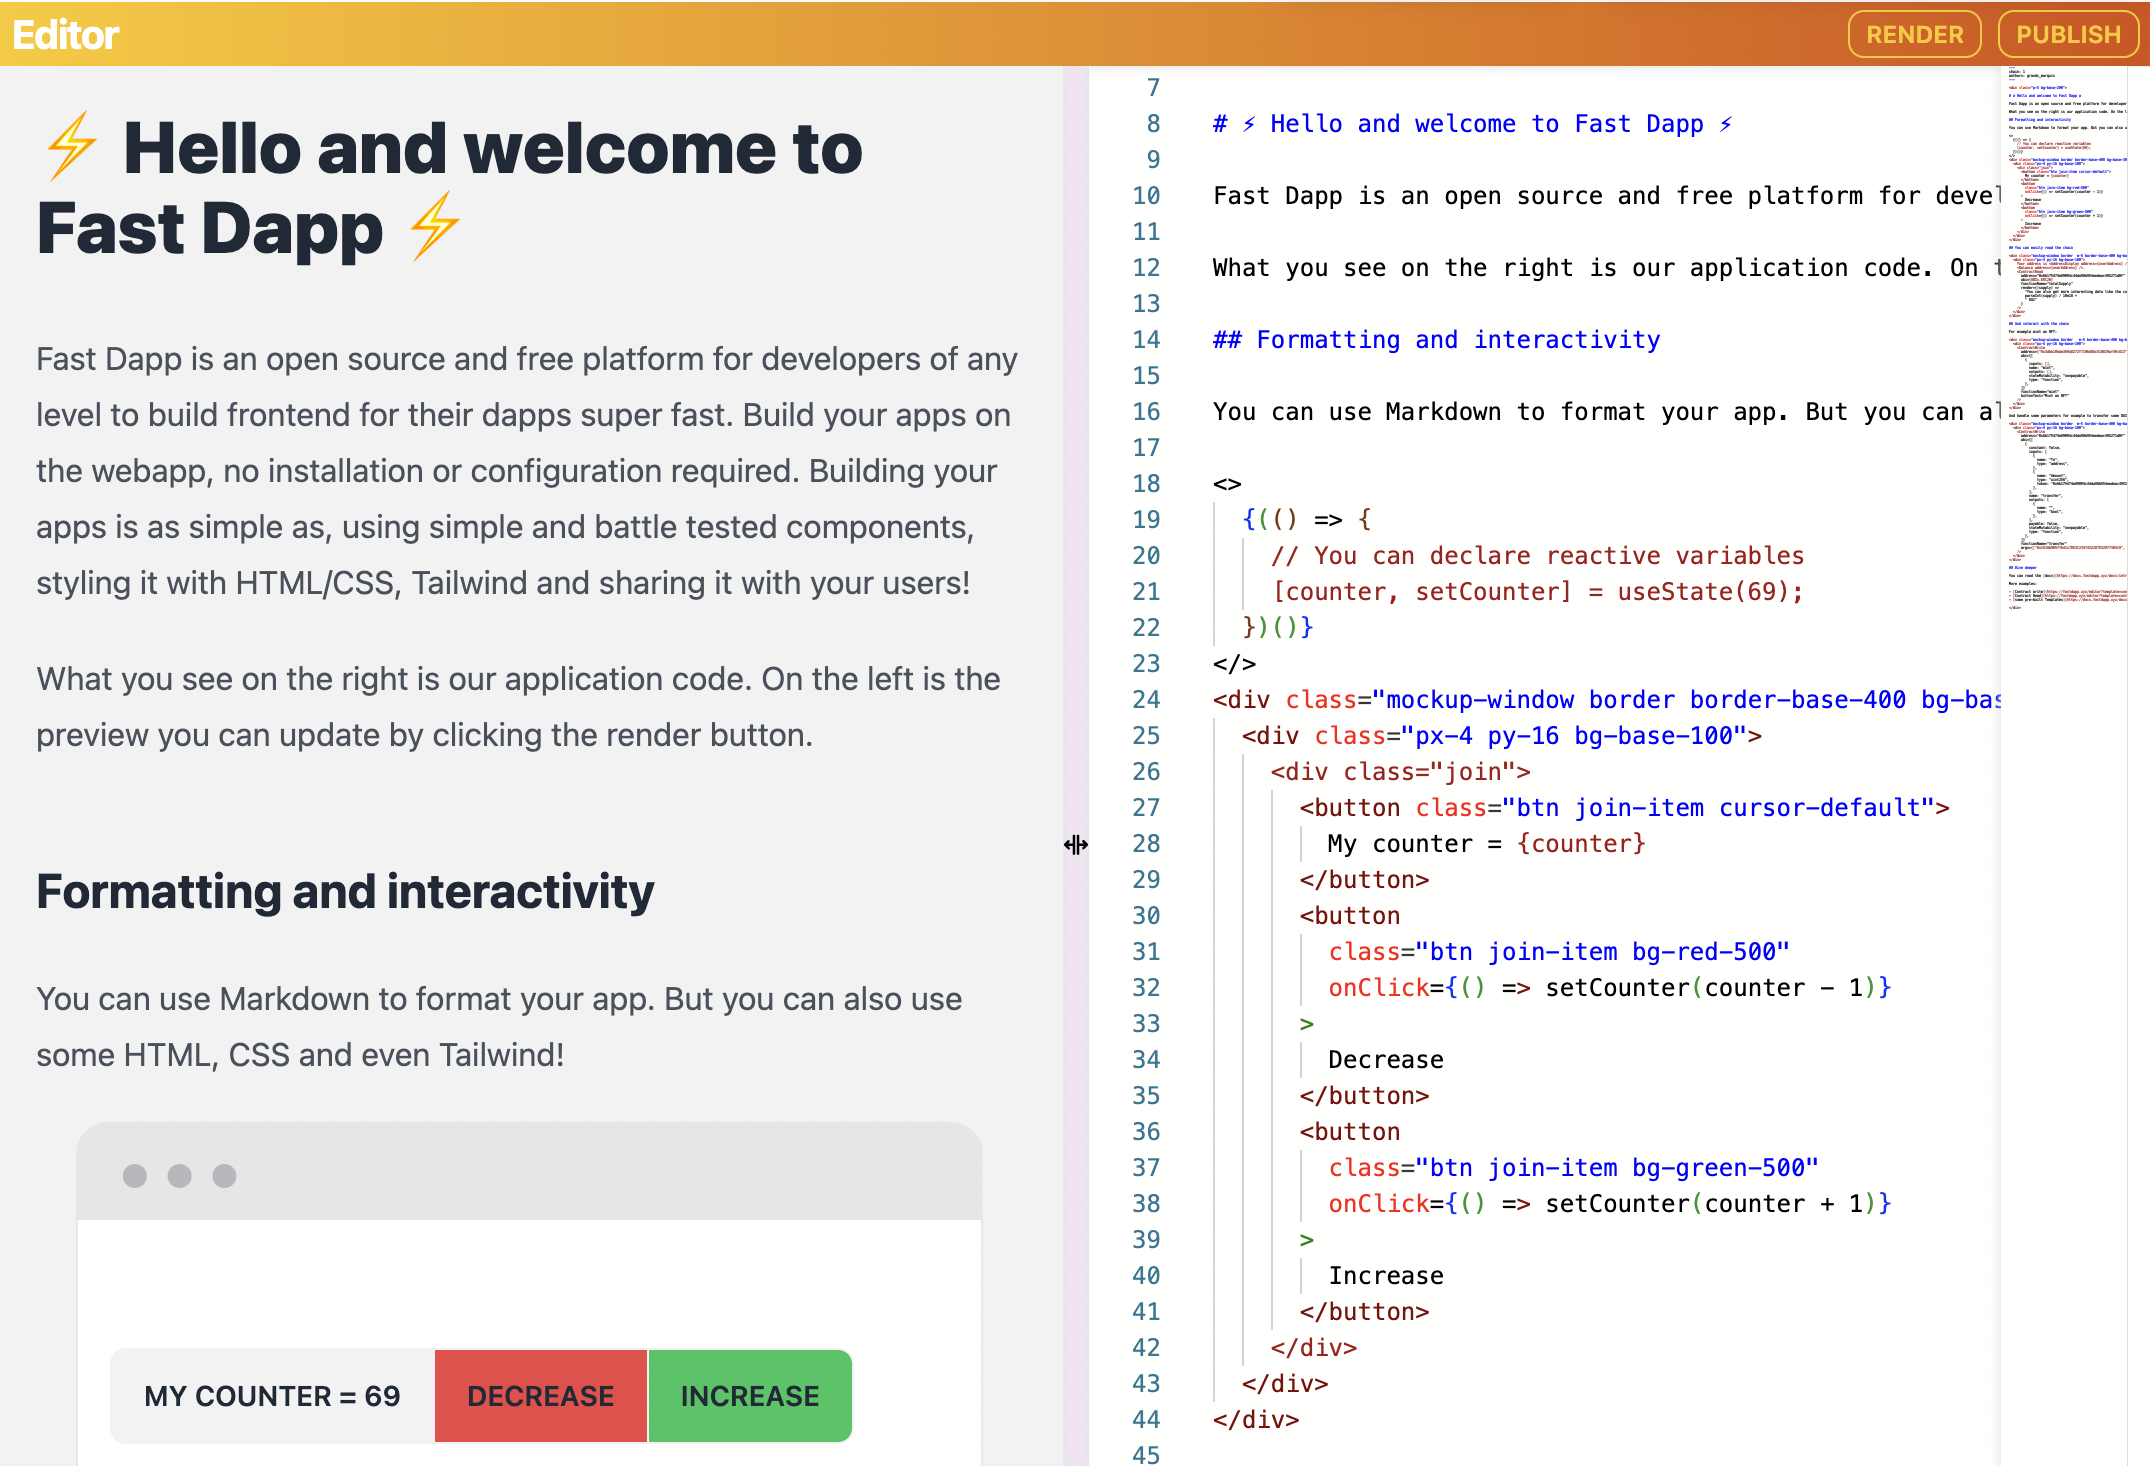 Editor
RENDER
PUBLISH
⚡ Hello and welcome to
Fast Dapp ⚡
Fast Dapp is an open source and free platform for developers of any
level to build frontend for their dapps super fast. Build your apps on
the webapp, no installation or configuration required. Building your
apps is as simple as, using simple and battle tested components,
styling it with HTML/CSS, Tailwind and sharing it with your users!
What you see on the right is our application code. On the left is the
preview you can update by clicking the render button.
Formatting and interactivity
You can use Markdown to format your app. But you can also use
some HTML, CSS and even Tailwind!
MY COUNTER = 69
DECREASE
INCREASE
7
8 # ⚡ Hello and welcome to Fast Dapp ⚡
9
10 Fast Dapp is an open source and free platform for devel
11
12 What you see on the right is our application code. On t
13
14 ## Formatting and interactivity
15
16 You can use Markdown to format your app. But you can al
17
18 <>
19 {(() => {
20 // You can declare reactive variables
21 [counter, setCounter] = useState(69);
22 })()}
23 </>
24 <div class="mockup-window border border-base-400 bg-bas
25 <div class="px-4 py-16 bg-base-100">
26 <div class="join">
27 <button class="btn join-item cursor-default">
28 My counter = {counter}
29 </button>
30 <button
31 class="btn join-item bg-red-500"
32 onClick={() => setCounter(counter - 1)}
33 >
34 Decrease
35 </button>
36 <button
37 class="btn join-item bg-green-500"
38 onClick={() => setCounter(counter + 1)}
39 >
40 Increase
41 </button>
42 </div>
43 </div>
44 </div>
45